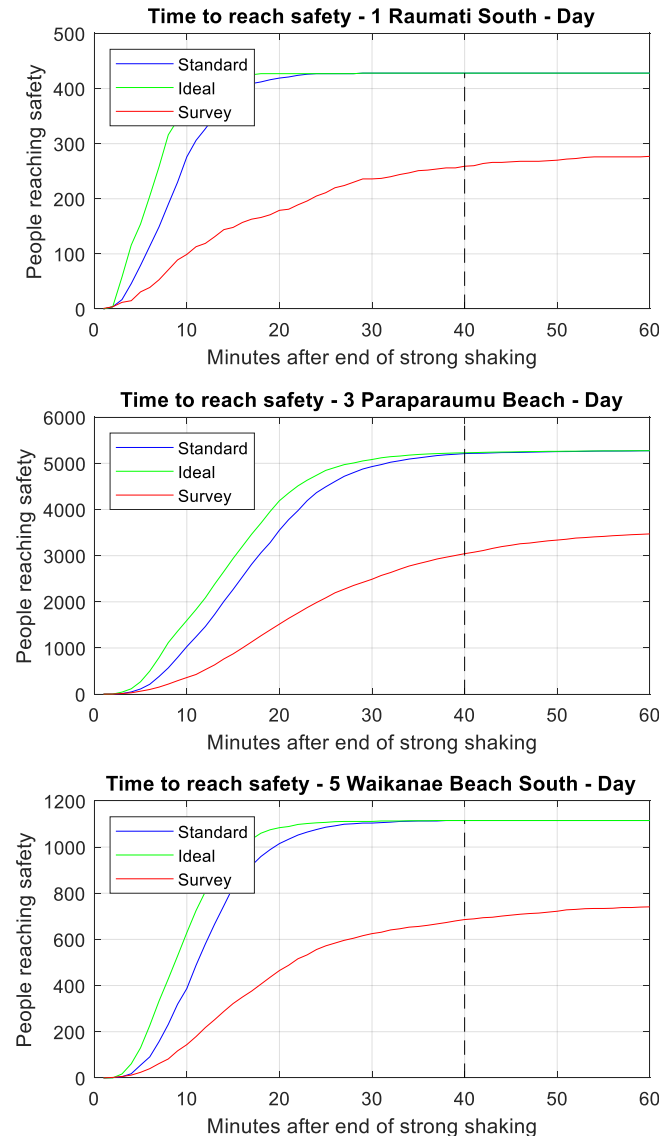 Time to reach safety - 1 Raumati South - Day
500
400
300
200
100
0
Standard
Ideal
Survey
People reaching safety
0 10 20 30 40 50 60
Minutes after end of strong shaking
Time to reach safety - 3 Paraparaumu Beach - Day
6000
5000
4000
3000
2000
1000
0
Standard
Ideal
Survey
People reaching safety
0 10 20 30 40 50 60
Minutes after end of strong shaking
Time to reach safety - 5 Waikanae Beach South - Day
1200
1000
800
600
400
200
0
Standard
Ideal
Survey
People reaching safety
0 10 20 30 40 50 60
Minutes after end of strong shaking